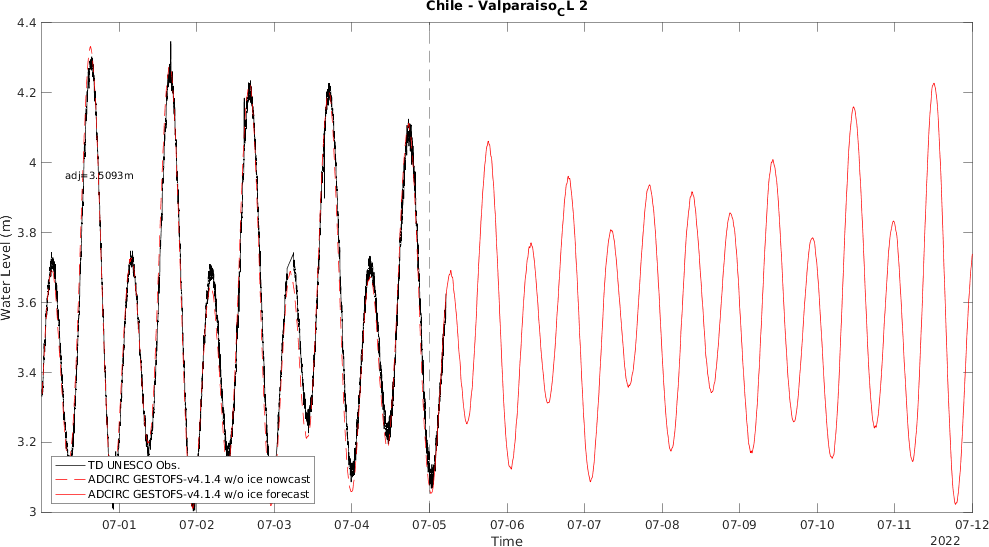 Chile - Valparaiso_CL 2
4.4
4.2
4
3.8
3.6
3.4
3.2
3
Water Level (m)
adj=3.5093m
TD UNESCO Obs.
ADCIRC GESTOFS-v4.1.4 w/o ice nowcast
ADCIRC GESTOFS-v4.1.4 w/o ice forecast
07-01 07-02 07-03 07-04 07-05 07-06 07-07 07-08 07-09 07-10 07-11 07-12
Time
2022